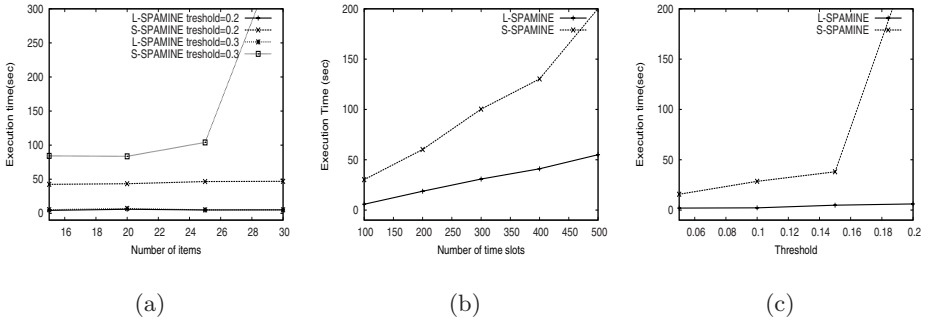 L-SPAMINE treshold=0.2
S-SPAMINE treshold=0.2
L-SPAMINE treshold=0.3
S-SPAMINE treshold=0.3
300
250
200
150
100
50
0
Execution time(sec)
16 18 20 22 24 26 28 30
Number of items
(a)
L-SPAMINE
S-SPAMINE
200
150
100
50
0
Execution Time (sec)
100 150 200 250 300 350 400 450 500
Number of time slots
(b)
L-SPAMINE
S-SPAMINE
200
150
100
50
0
Execution time(sec)
0.06 0.08 0.1 0.12 0.14 0.16 0.18 0.2
Threshold
(c)